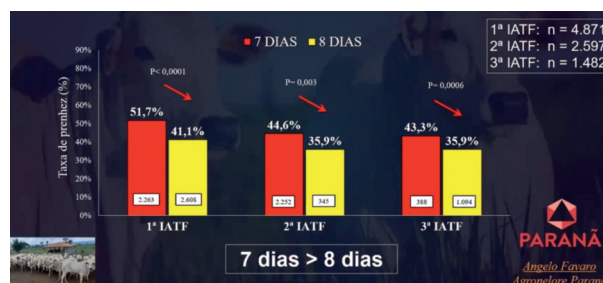 7 DIAS 8 DIAS
1ª IATF: n = 4.871
2ª IATF: n = 2.597
3ª IATF: n = 1.482
Taxa de prenhez (%)
90%
80%
70%
60%
50%
40%
30%
20%
10%
0%
P< 0,0001
P= 0,003
P= 0,0006
51,7%
41,1%
44,6%
35,9%
43,3%
35,9%
2.263
2.608
2.252
345
388
1.094
1ª IATF
2ª IATF
3ª IATF
7 dias > 8 dias
PARANÃ
Angelo Favaro
Agronelore Paranã